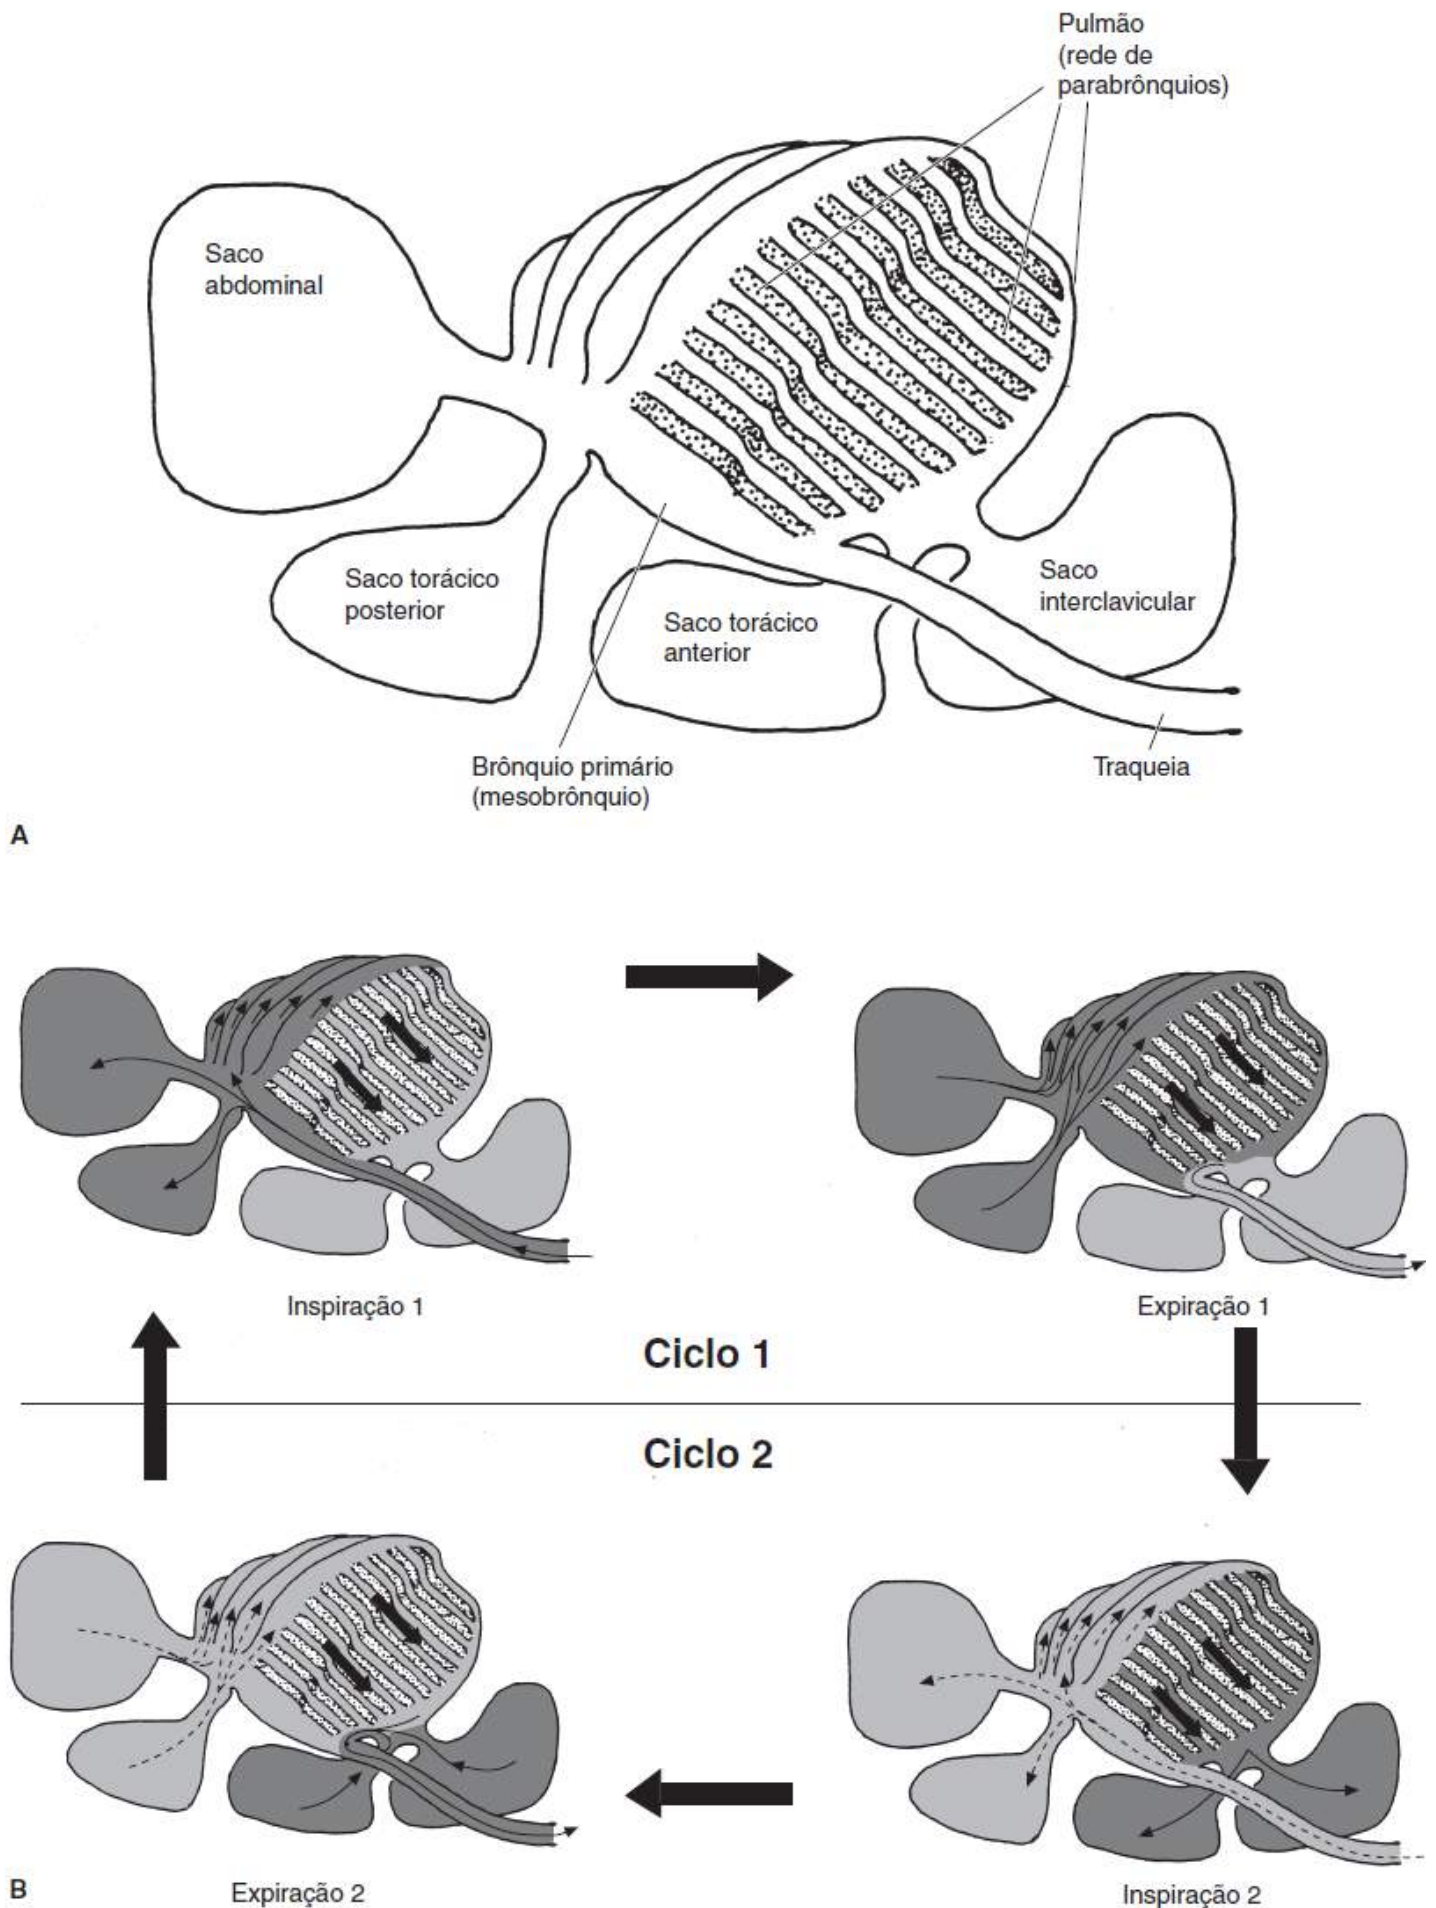 Pulmão
(rede de
parabrônquios)
Saco
abdominal
Saco torácico
posterior
Saco torácico
anterior
Saco
interclavicular
Brônquio primário
(mesobrônquio)
Traqueia
A
Inspiração 1
Expiração 1
Ciclo 1
Ciclo 2
B
Expiração 2
Inspiração 2